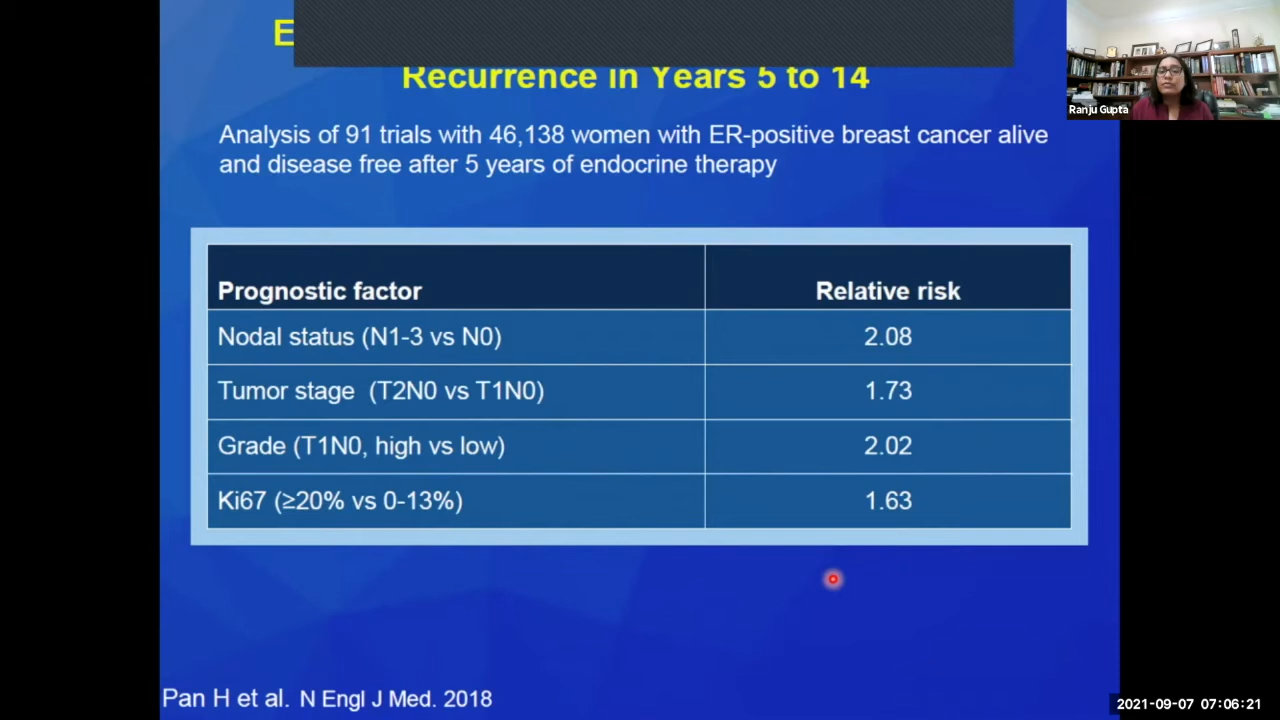 E
Recurrence in Years 5 to 14
Ranju Gupta
Analysis of 91 trials with 46,138 women with ER-positive breast cancer alive
and disease free after 5 years of endocrine therapy
Prognostic factor Relative risk
Nodal status (N1-3 vs N0) 2.08
Tumor stage (T2N0 vs T1N0) 1.73
Grade (T1N0, high vs low) 2.02
Ki67 (≥20% vs 0-13%) 1.63
Pan H et al. N Engl J Med. 2018
2021-09-07 07:06:21